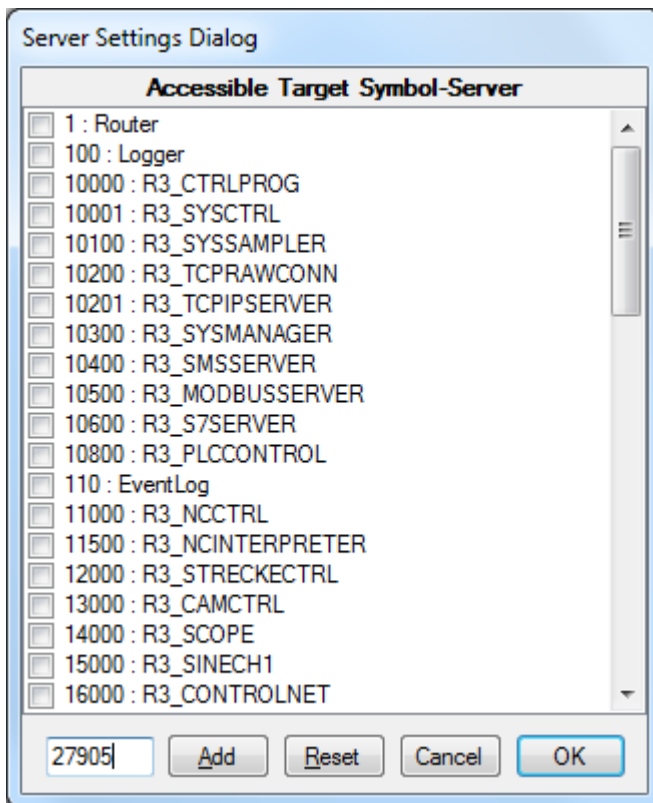 Server Settings Dialog
Accessible Target Symbol-Server
1 : Router
100 : Logger
10000 : R3_CTRLPROG
10001 : R3_SYSCTRL
10100 : R3_SYSSAMPLER
10200 : R3_TCPRAWCONN
10201 : R3_TCPIPSERVER
10300 : R3_SYSMANAGER
10400 : R3_SMSSERVER
10500 : R3_MODBUSSERVER
10600 : R3_S7SERVER
10800 : R3_PLCCONTROL
110 : EventLog
11000 : R3_NCCTRL
11500 : R3_NCINTERPRETER
12000 : R3_STRECKECTRL
13000 : R3_CAMCTRL
14000 : R3_SCOPE
15000 : R3_SINECH1
16000 : R3_CONTROLNET
27905 Add Reset Cancel OK